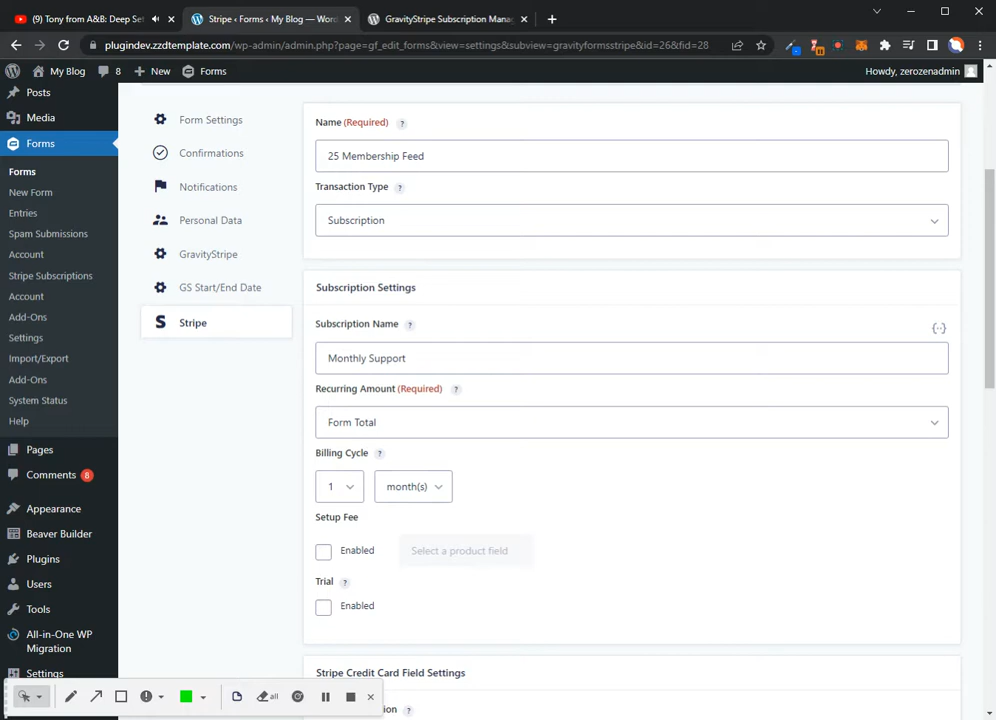 (9) Tony from A&B: Deep Se
Stripe ‹ Forms ‹ My Blog — Word
GravityStripe Subscription Mana
plugindev.zzdtemplate.com/wp-admin/admin.php?page=gf_edit_forms&view=settings&subview=gravityformsstripe&id=26&fid=28
My Blog
8
New
Forms
Howdy, zerozenadmin
Posts
Media
Forms
Forms
New Form
Entries
Spam Submissions
Account
Stripe Subscriptions
Account
Add-Ons
Settings
Import/Export
Add-Ons
System Status
Help
Pages
Comments 8
Appearance
Beaver Builder
Plugins
Users
Tools
All-in-One WP
Migration
Settings
Form Settings
Confirmations
Notifications
Personal Data
GravityStripe
GS Start/End Date
S Stripe
Name (Required) ?
25 Membership Feed
Transaction Type ?
Subscription
Subscription Settings
Subscription Name ?
{··}
Monthly Support
Recurring Amount (Required) ?
Form Total
Billing Cycle ?
1
month(s)
Setup Fee
Enabled
Select a product field
Trial ?
Enabled
Stripe Credit Card Field Settings
ption ?
all